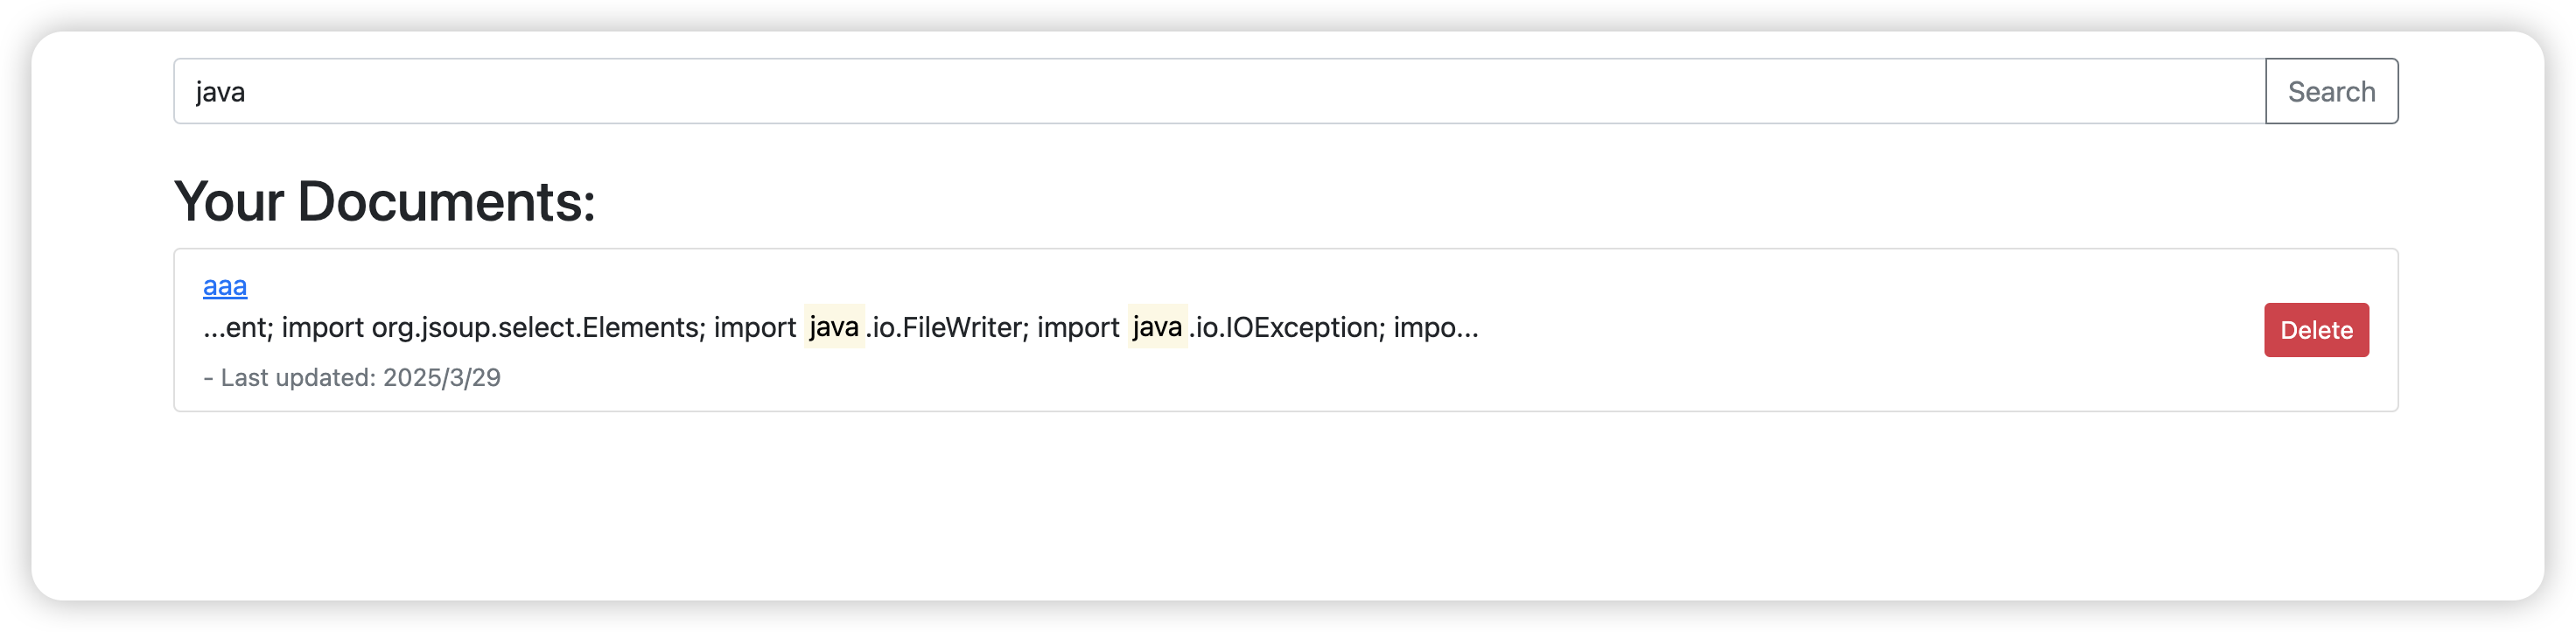 java
Search
Your Documents:
aaa
...ent; import org.jsoup.select.Elements; import java.io.FileWriter; import java.io.IOException; impo...
Delete
- Last updated: 2025/3/29